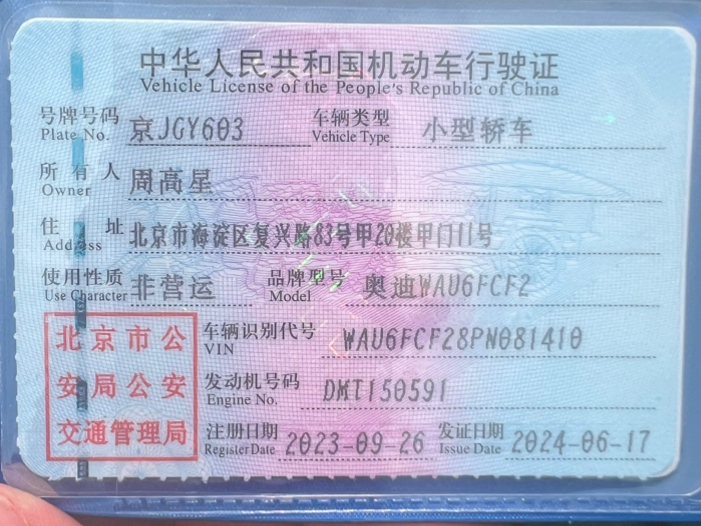 中华人民共和国机动车行驶证
Vehicle License of the People's Republic of China
号牌号码 京JGY603 车辆类型 小型轿车
Plate No. Vehicle Type
所有人 周高星
Owner
住址 北京市海淀区复兴路83号甲20楼甲门11号
Address
使用性质 非营运 品牌型号 奥迪WAU6FCF2
Use Character Model
北京市公
安局公安
交通管理局
车辆识别代号 WAU6FCF28PN081410
VIN
发动机号码 DMT150591
Engine No.
注册日期 2023-09-26 发证日期 2024-06-17
Register Date Issue Date